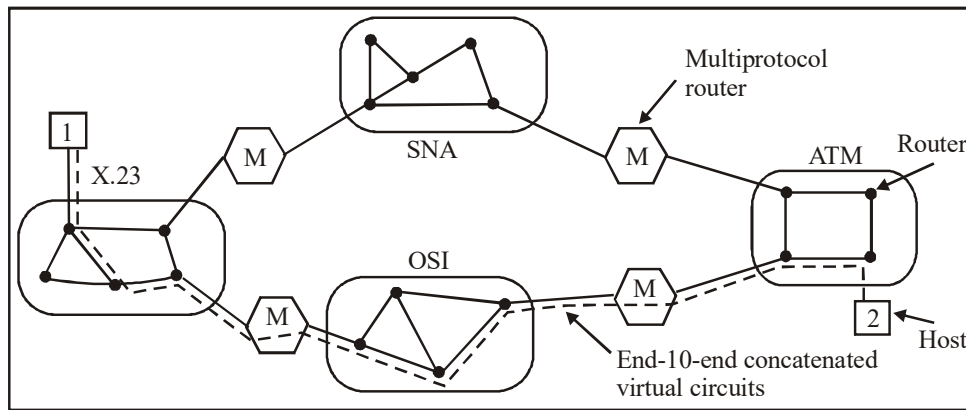 Multiprotocol
router
1
M
M
Router
X.23
SNA
ATM
OSI
M
M
2
End-10-end concatenated
virtual circuits
Host